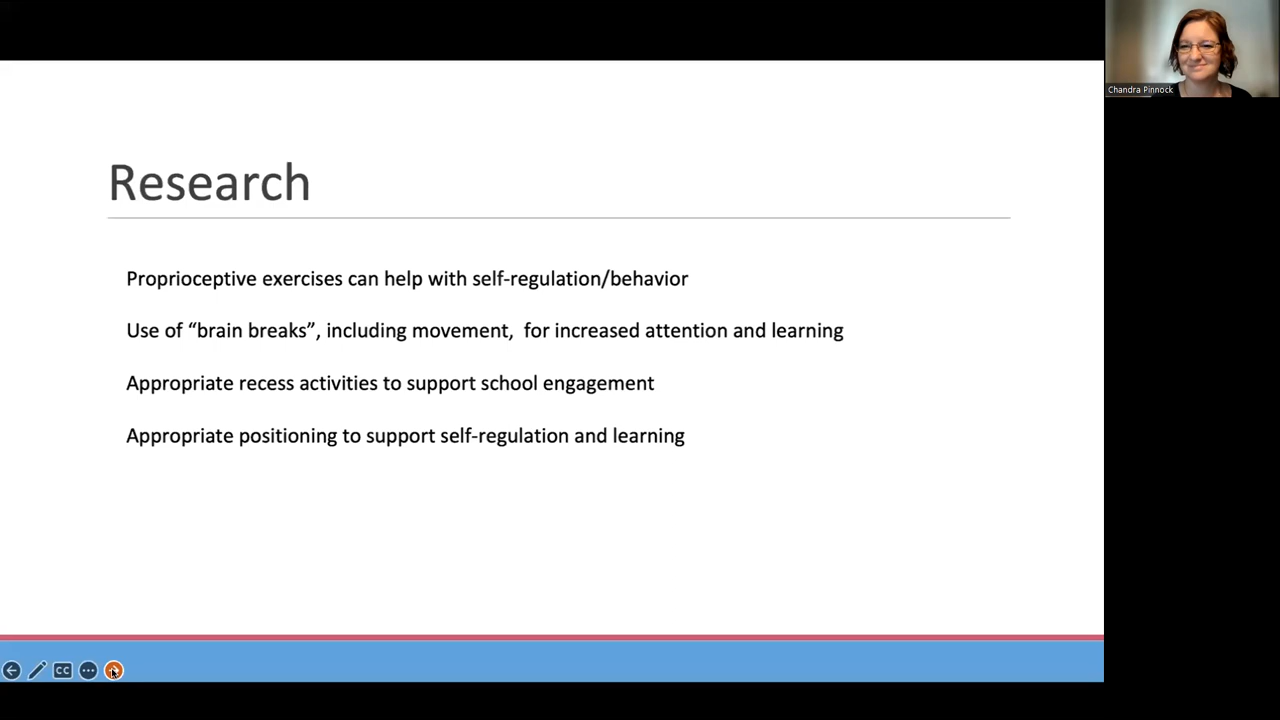 Chandra Pinnock
Research
Proprioceptive exercises can help with self-regulation/behavior
Use of “brain breaks”, including movement,  for increased attention and learning
Appropriate recess activities to support school engagement
Appropriate positioning to support self-regulation and learning
CC